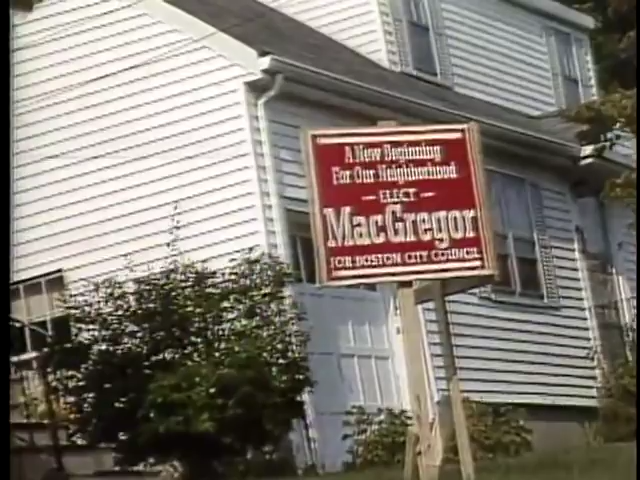 A New Beginning
For Our Neighborhood
- ELECT -
MacGregor
FOR BOSTON CITY COUNCIL